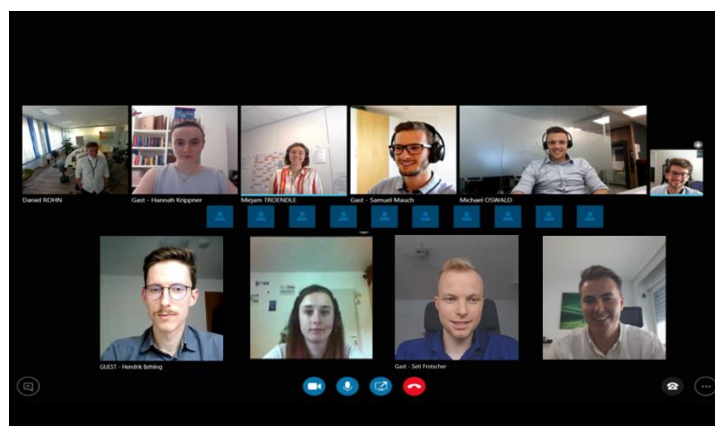 Daniel ROHN
Gast - Hannah Krippner
Mirjam TROENDLE
Gast - Samuel Mauch
Michael OSWALD
GUEST - Hendrik Behling
Gast - Seti Frotscher